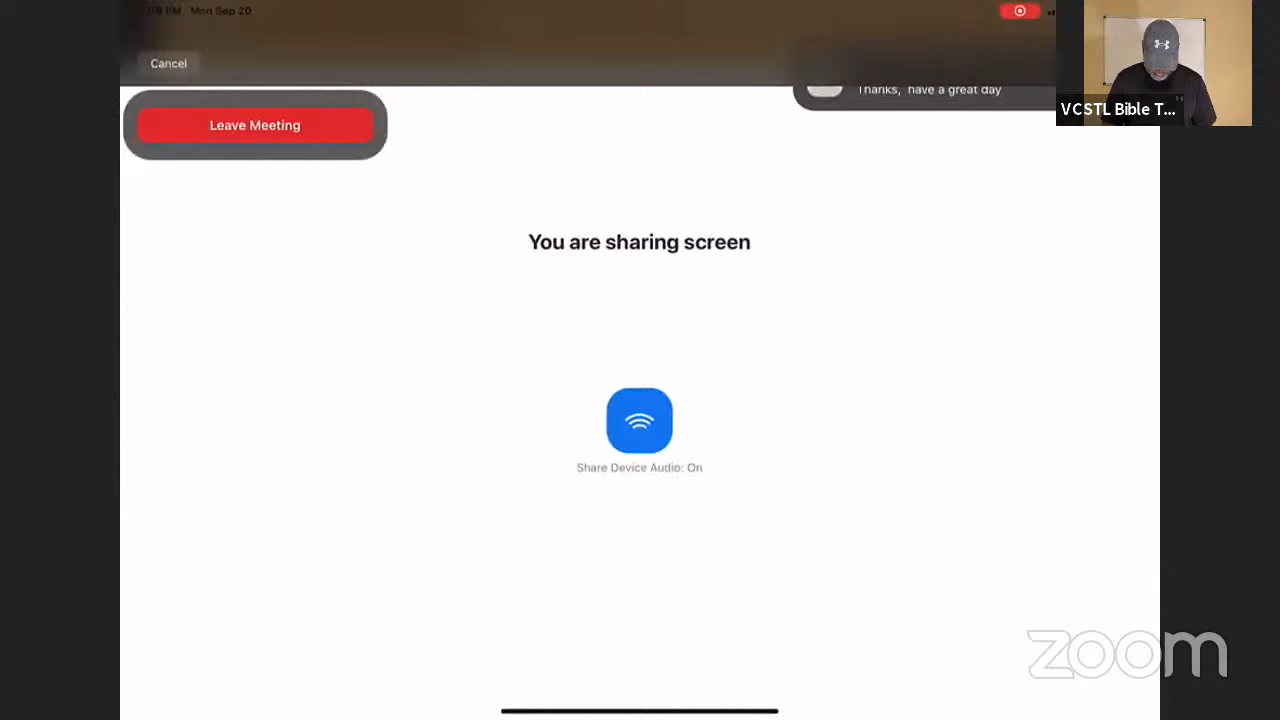 Mon Sep 20
Cancel
Thanks, have a great day
Leave Meeting
VCSTL Bible T...
You are sharing screen
Share Device Audio: On
zoom